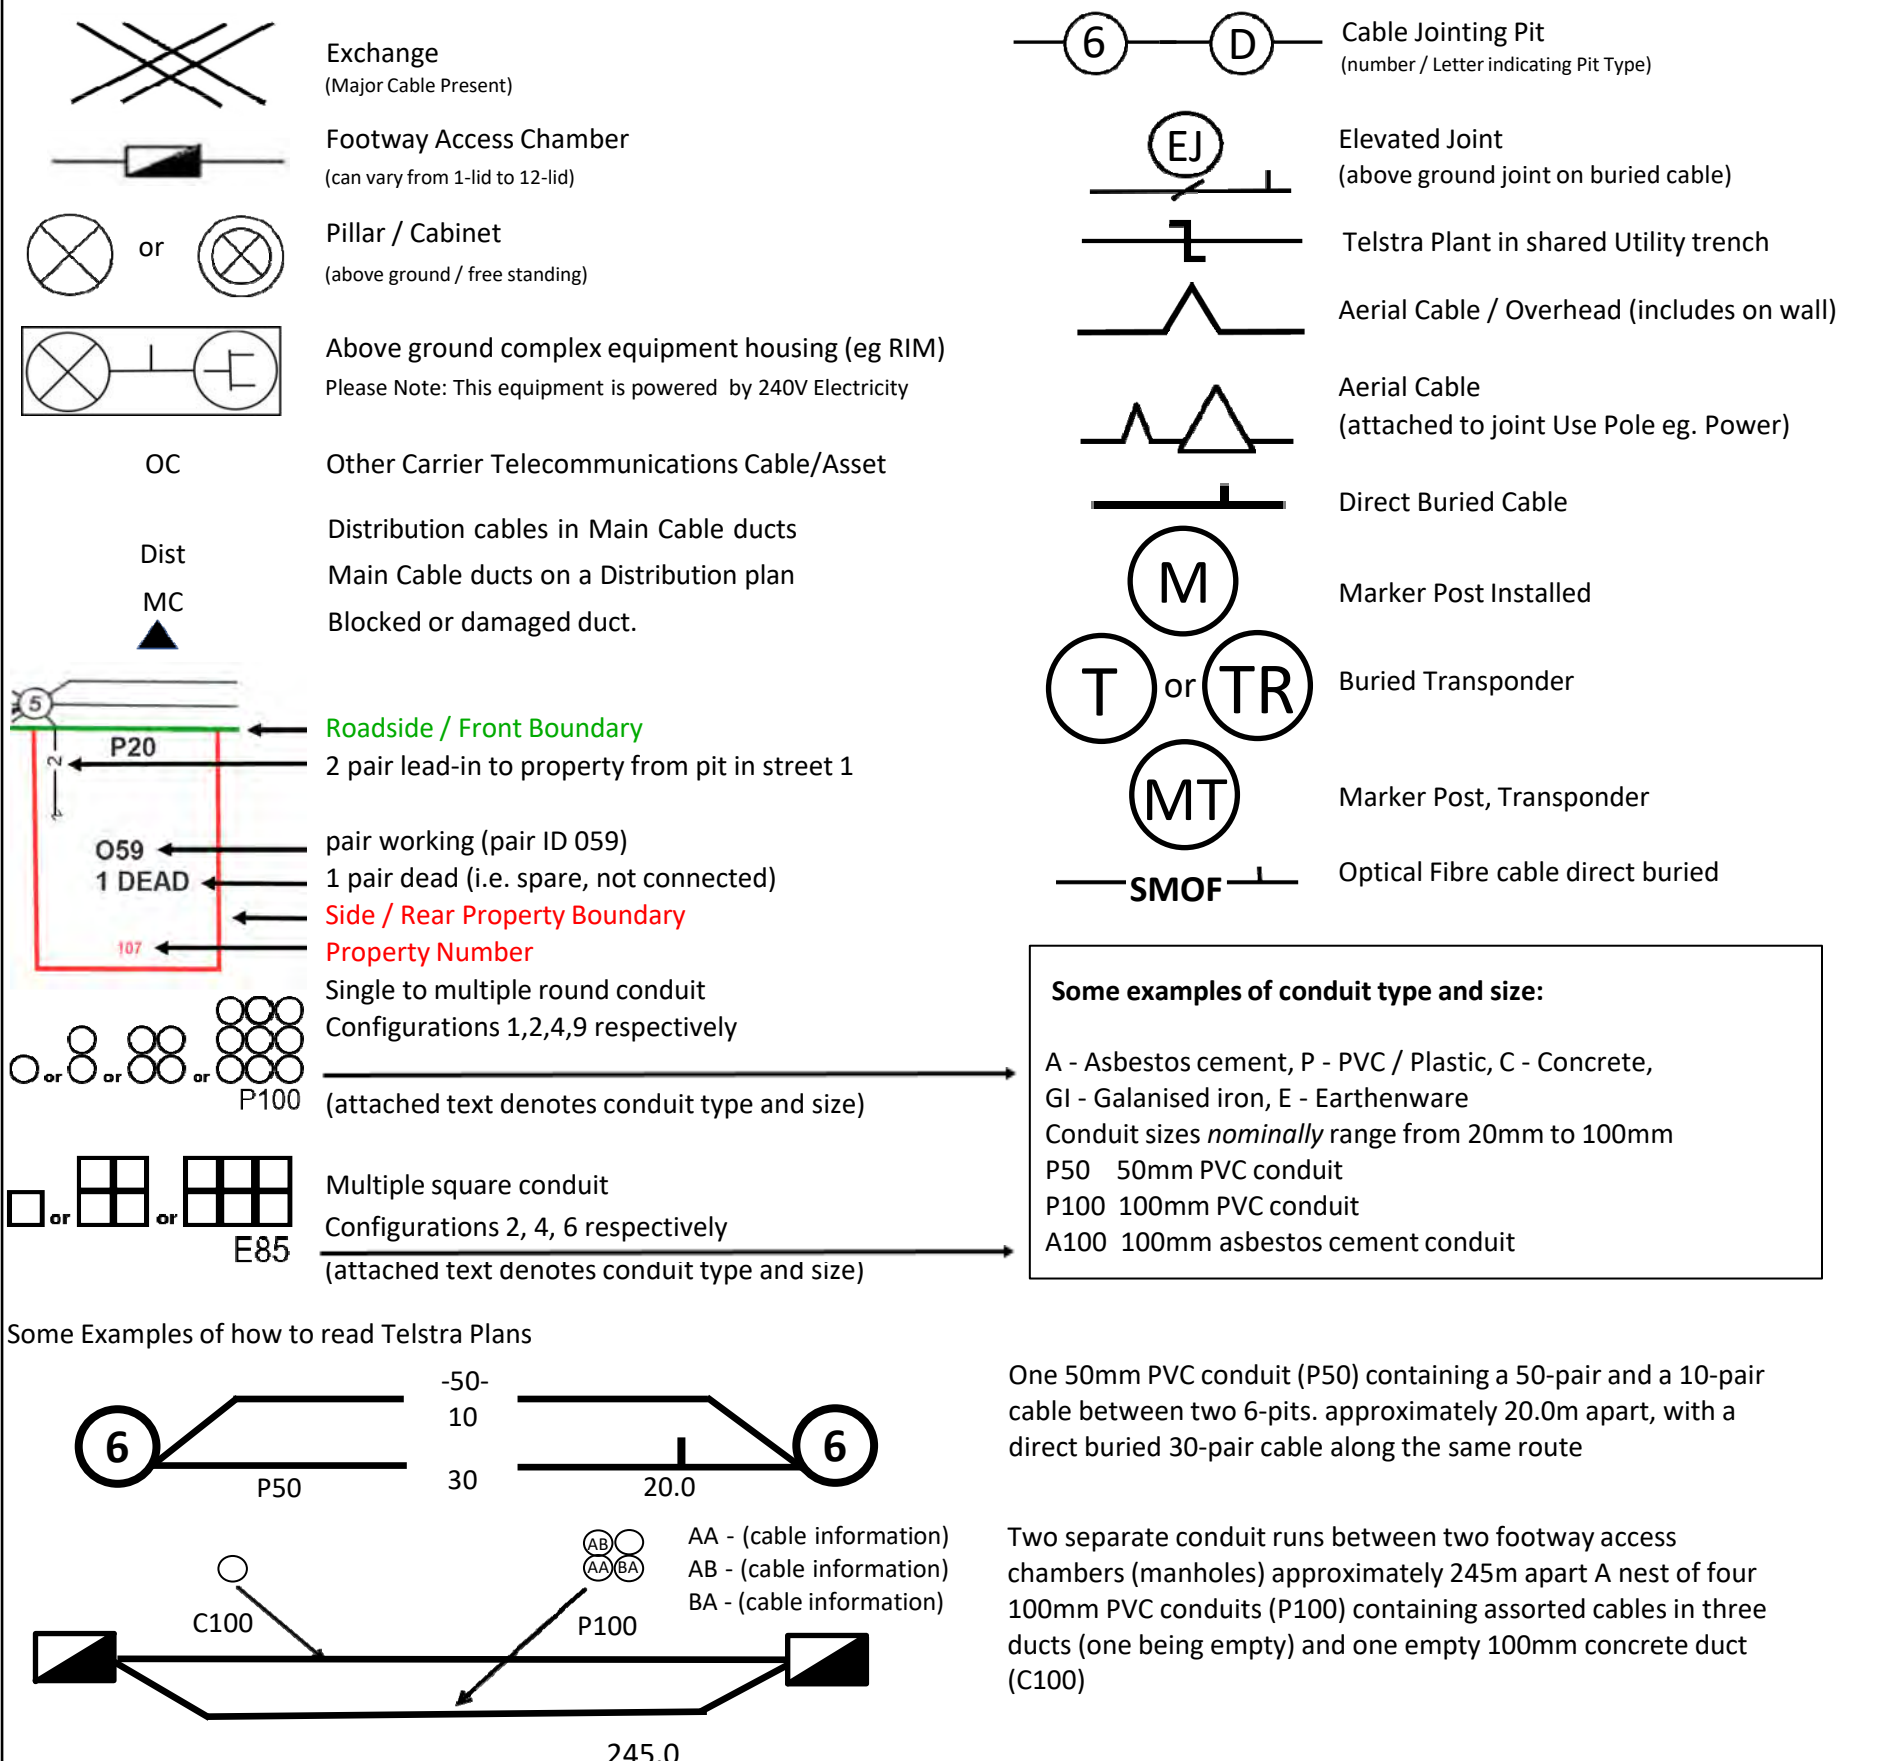 Exchange
(Major Cable Present)
Footway Access Chamber
(can vary from 1-lid to 12-lid)
or
Pillar / Cabinet
(above ground / free standing)
Above ground complex equipment housing (eg RIM)
Please Note: This equipment is powered by 240V Electricity
OC
Other Carrier Telecommunications Cable/Asset
Distribution cables in Main Cable ducts
Dist
Main Cable ducts on a Distribution plan
MC
Blocked or damaged duct.
5
Roadside / Front Boundary
P20
2
2 pair lead-in to property from pit in street 1
O59
pair working (pair ID 059)
1 DEAD
1 pair dead (i.e. spare, not connected)
Side / Rear Property Boundary
107
Property Number
Single to multiple round conduit
Configurations 1,2,4,9 respectively
or or or
P100
(attached text denotes conduit type and size)
Multiple square conduit
or or
Configurations 2, 4, 6 respectively
E85
(attached text denotes conduit type and size)
6 D
Cable Jointing Pit
(number / Letter indicating Pit Type)
EJ
Elevated Joint
(above ground joint on buried cable)
Telstra Plant in shared Utility trench
Aerial Cable / Overhead (includes on wall)
Aerial Cable
(attached to joint Use Pole eg. Power)
Direct Buried Cable
M
Marker Post Installed
T or TR
Buried Transponder
MT
Marker Post, Transponder
SMOF
Optical Fibre cable direct buried
Some examples of conduit type and size:
A - Asbestos cement, P - PVC / Plastic, C - Concrete,
GI - Galanised iron, E - Earthenware
Conduit sizes nominally range from 20mm to 100mm
P50 50mm PVC conduit
P100 100mm PVC conduit
A100 100mm asbestos cement conduit
Some Examples of how to read Telstra Plans
-50-
10
6 6
P50 30 20.0
One 50mm PVC conduit (P50) containing a 50-pair and a 10-pair
cable between two 6-pits. approximately 20.0m apart, with a
direct buried 30-pair cable along the same route
AB
AA BA
AA - (cable information)
AB - (cable information)
BA - (cable information)
C100 P100
245.0
Two separate conduit runs between two footway access
chambers (manholes) approximately 245m apart A nest of four
100mm PVC conduits (P100) containing assorted cables in three
ducts (one being empty) and one empty 100mm concrete duct
(C100)